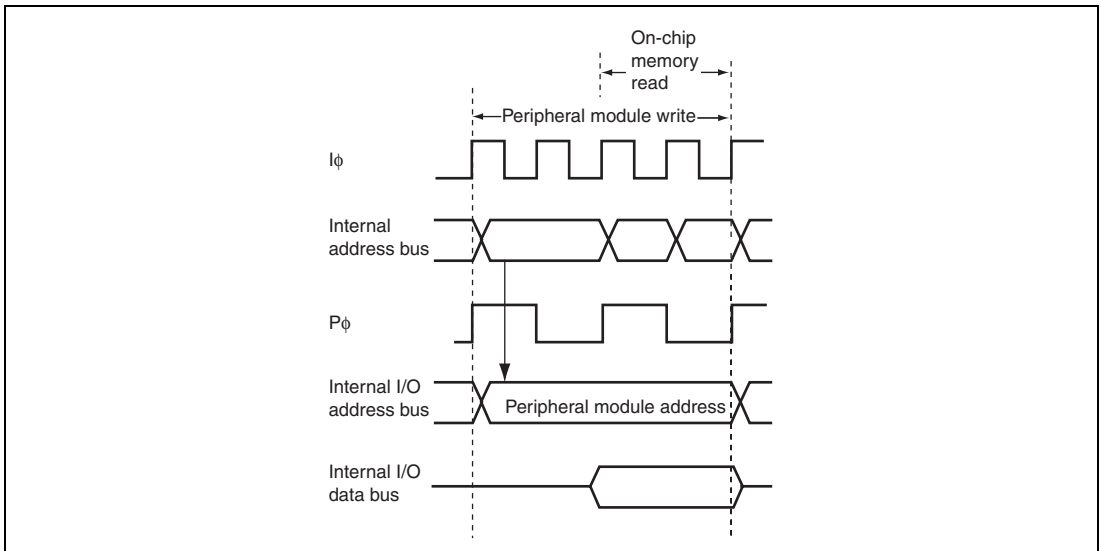 On-chip
memory
read
Peripheral module write
Iϕ
Internal
address bus
Pϕ
Internal I/O
address bus
Peripheral module address
Internal I/O
data bus